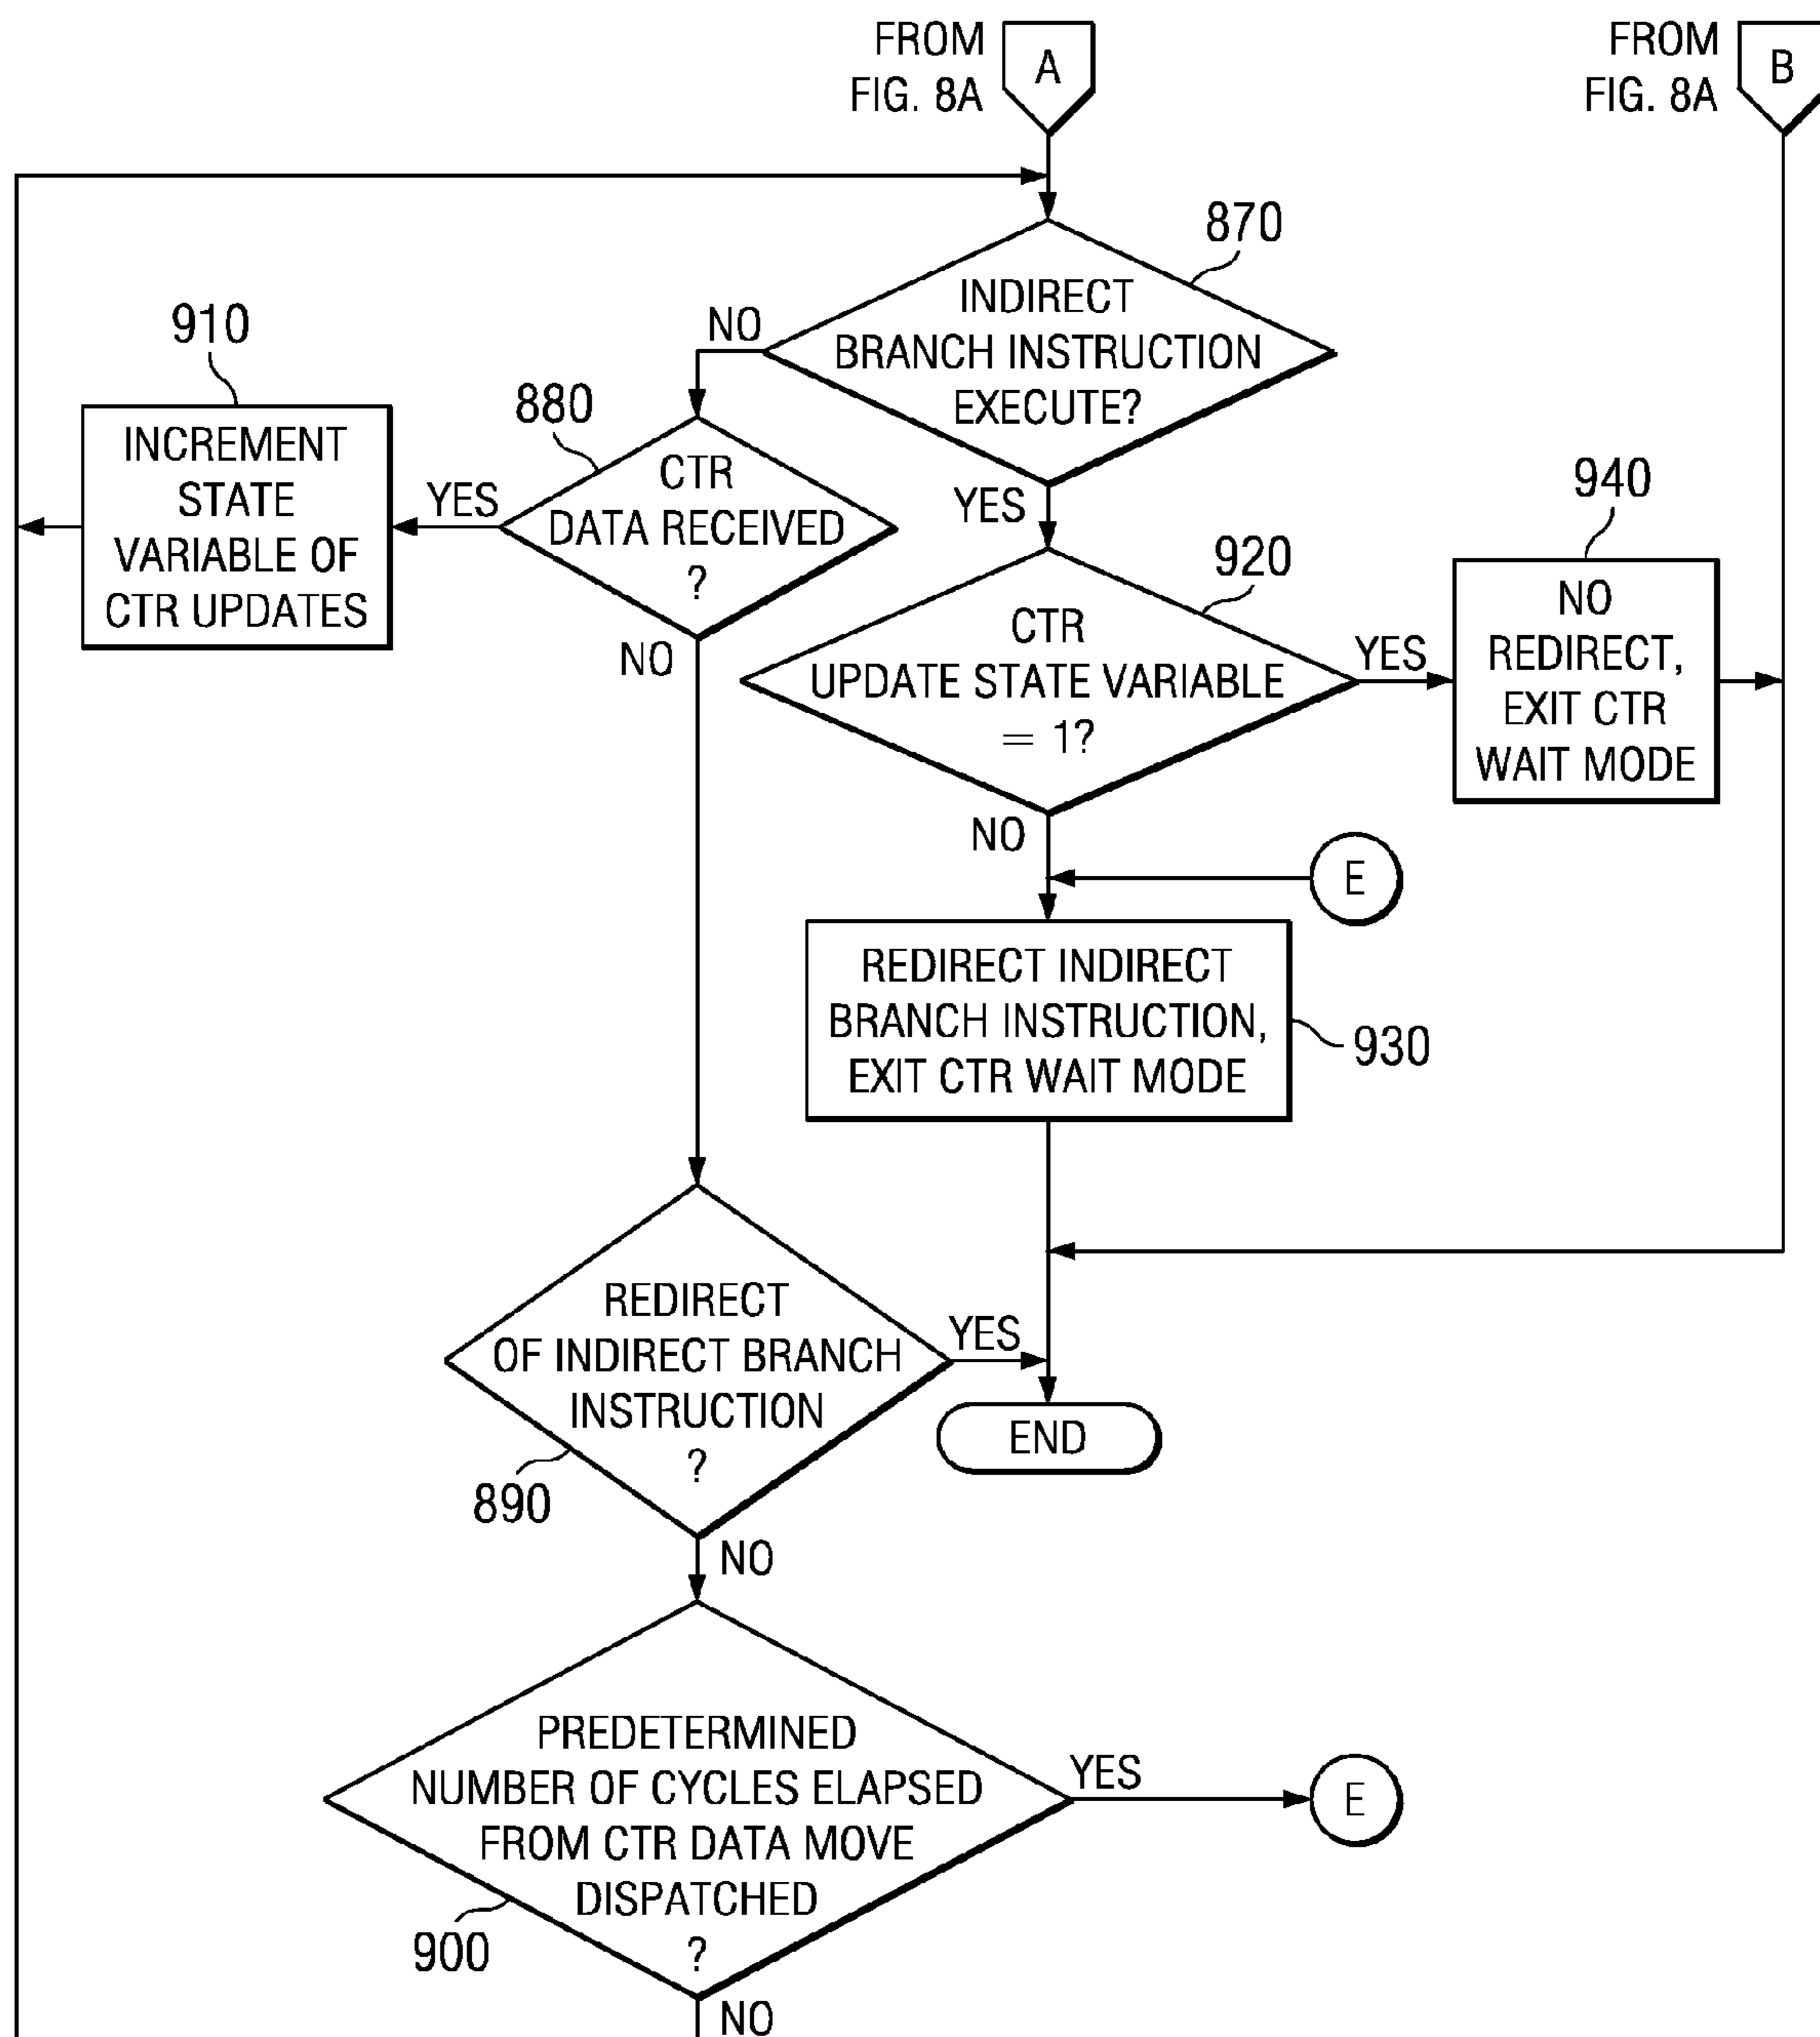 FROM
FIG. 8A
A
FROM
FIG. 8A
B
870
INDIRECT
BRANCH INSTRUCTION
EXECUTE?
NO
YES
910
INCREMENT
STATE
VARIABLE OF
CTR UPDATES
880
CTR
DATA RECEIVED
?
YES
NO
920
CTR
UPDATE STATE VARIABLE
= 1?
YES
NO
940
NO
REDIRECT,
EXIT CTR
WAIT MODE
E
REDIRECT INDIRECT
BRANCH INSTRUCTION,
EXIT CTR WAIT MODE
930
REDIRECT
OF INDIRECT BRANCH
INSTRUCTION
?
YES
890
NO
END
PREDETERMINED
NUMBER OF CYCLES ELAPSED
FROM CTR DATA MOVE
DISPATCHED
?
YES
E
900
NO